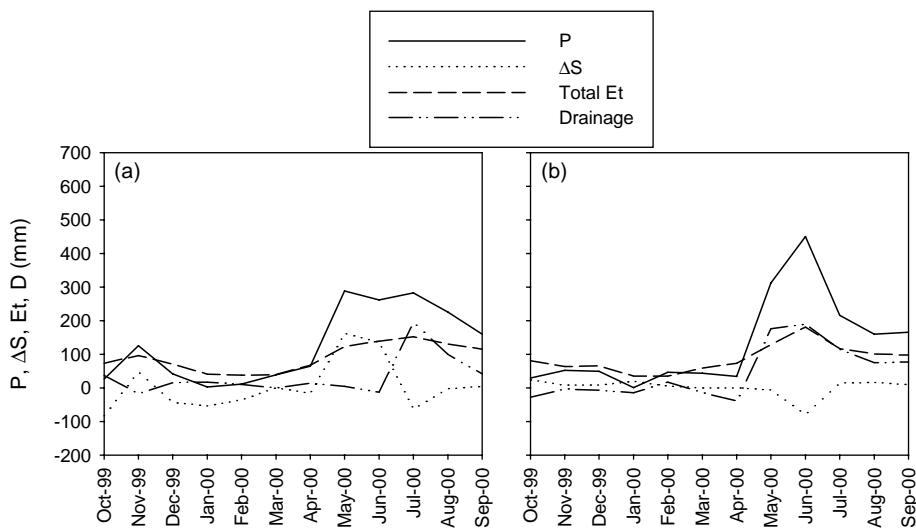 P
ΔS
Total Et
Drainage
P, ΔS, Et, D (mm)
700
600
500
400
300
200
100
0
-100
-200
(a)
(b)
Oct-99
Nov-99
Dec-99
Jan-00
Feb-00
Mar-00
Apr-00
May-00
Jun-00
Jul-00
Aug-00
Sep-00
Oct-99
Nov-99
Dec-99
Jan-00
Feb-00
Mar-00
Apr-00
May-00
Jun-00
Jul-00
Aug-00
Sep-00